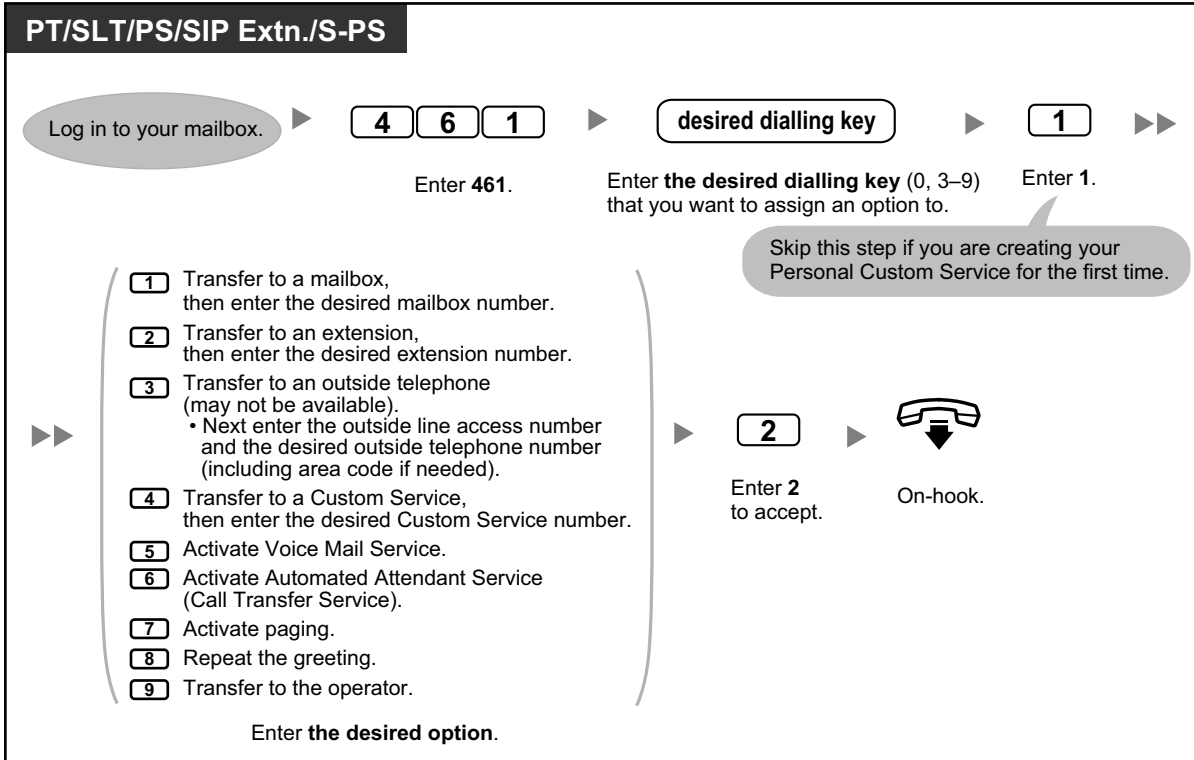 PT/SLT/PS/SIP Extn./S-PS
Log in to your mailbox.
4 6 1
desired dialling key
1
Enter 461.
Enter the desired dialling key (0, 3–9)
that you want to assign an option to.
Enter 1.
Skip this step if you are creating your
Personal Custom Service for the first time.
1 Transfer to a mailbox,
then enter the desired mailbox number.
2 Transfer to an extension,
then enter the desired extension number.
3 Transfer to an outside telephone
(may not be available).
• Next enter the outside line access number
and the desired outside telephone number
(including area code if needed).
4 Transfer to a Custom Service,
then enter the desired Custom Service number.
5 Activate Voice Mail Service.
6 Activate Automated Attendant Service
(Call Transfer Service).
7 Activate paging.
8 Repeat the greeting.
9 Transfer to the operator.
Enter the desired option.
2
Enter 2
to accept.
On-hook.